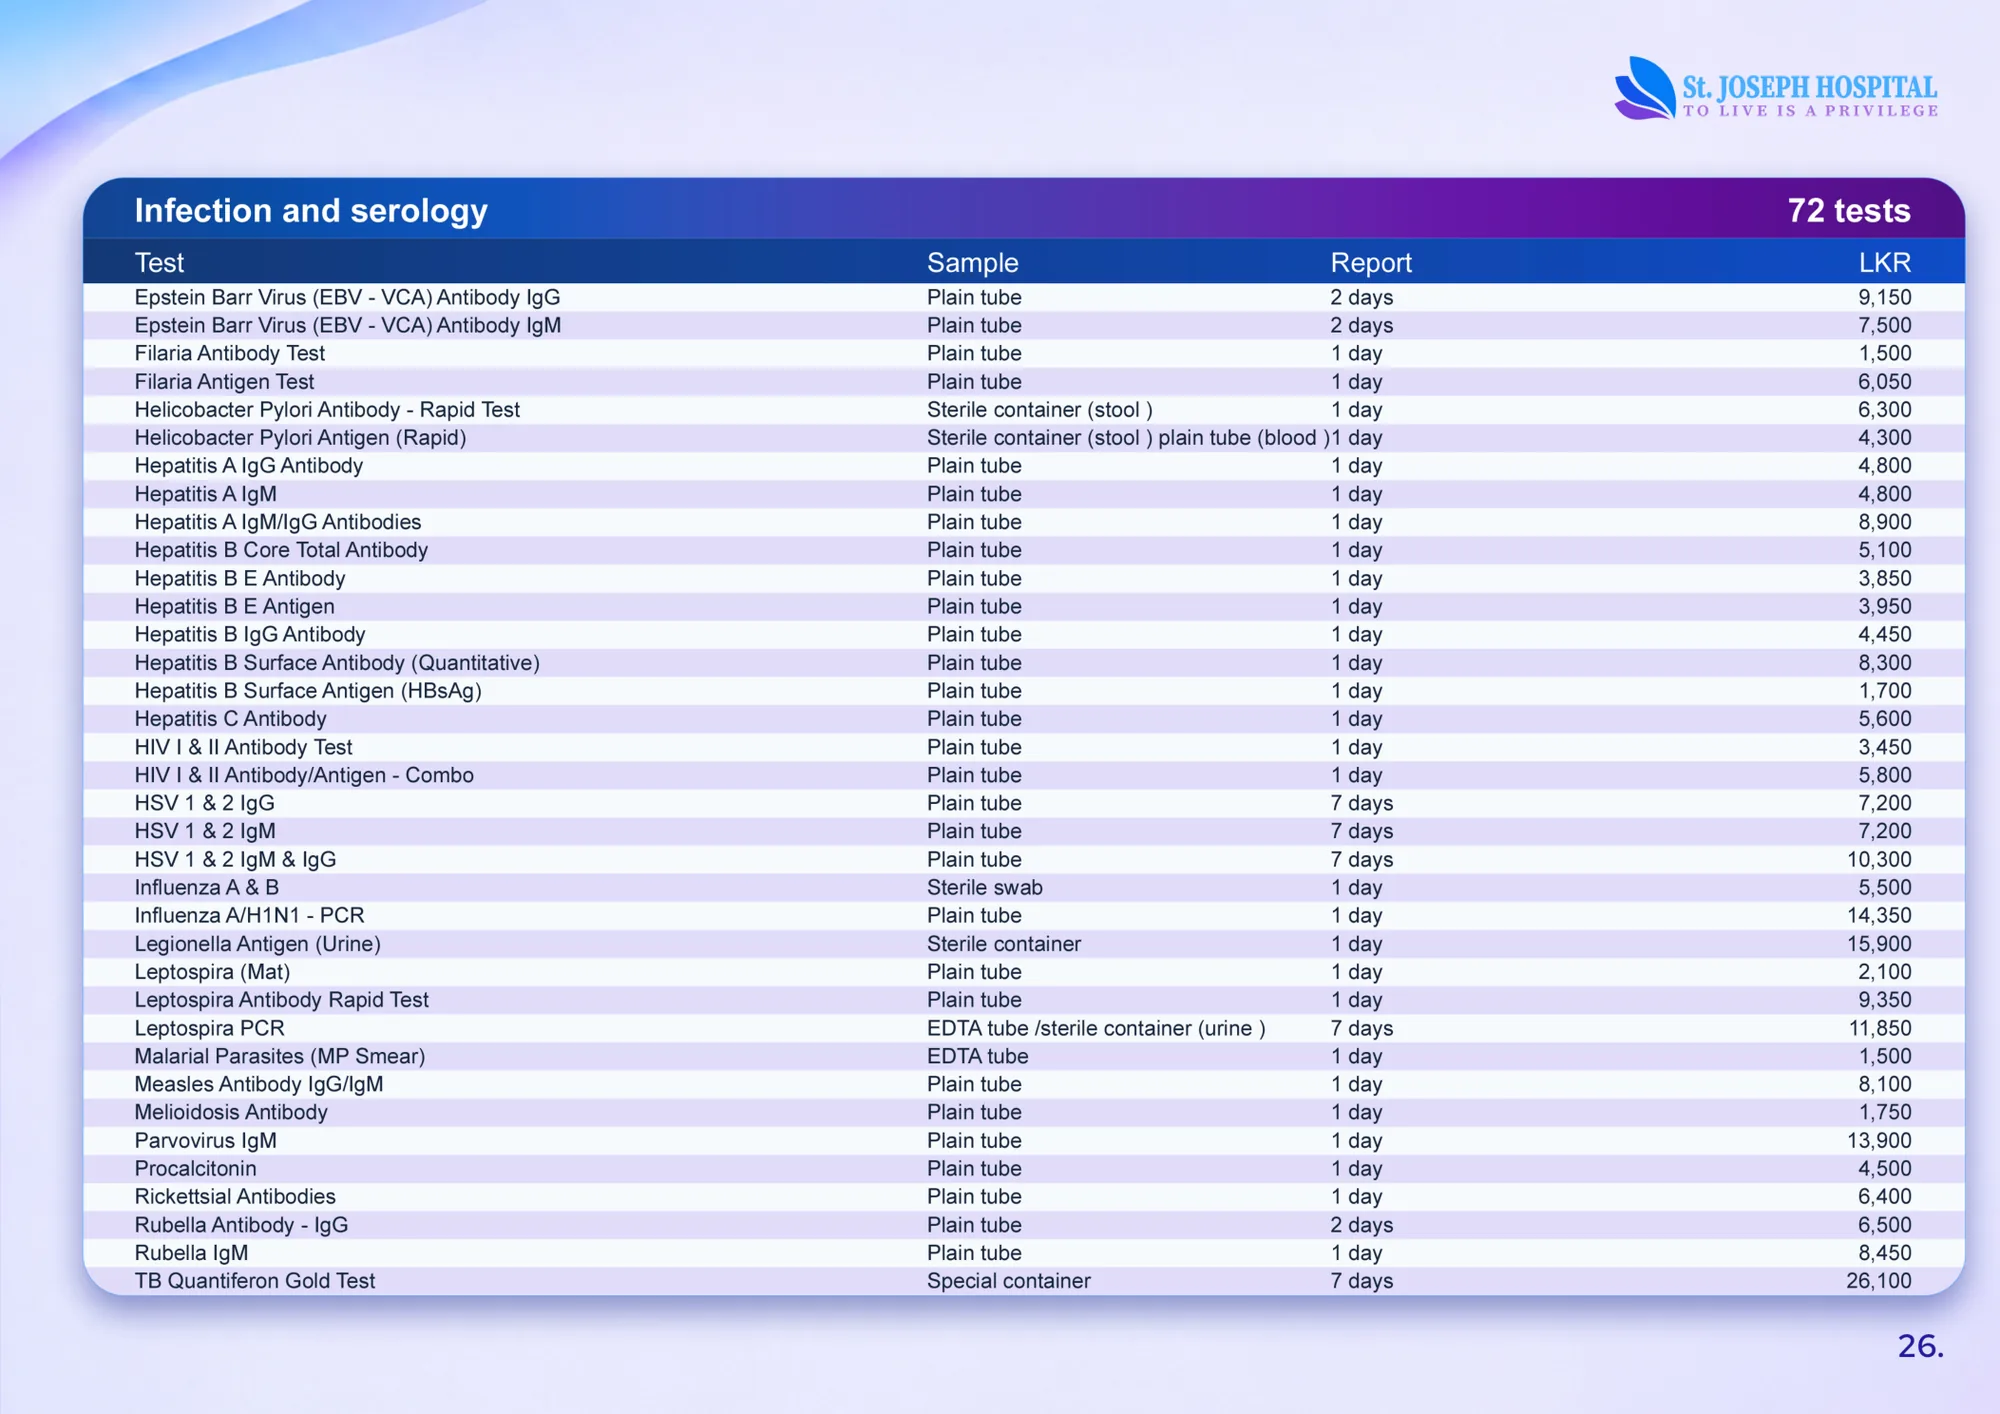 St. JOSEPH HOSPITAL
TO LIVE IS A PRIVILEGE
Infection and serology 72 tests
Test Sample Report LKR
Epstein Barr Virus (EBV - VCA) Antibody IgG Plain tube 2 days 9,150
Epstein Barr Virus (EBV - VCA) Antibody IgM Plain tube 2 days 7,500
Filaria Antibody Test Plain tube 1 day 1,500
Filaria Antigen Test Plain tube 1 day 6,050
Helicobacter Pylori Antibody - Rapid Test Sterile container (stool ) 1 day 6,300
Helicobacter Pylori Antigen (Rapid) Sterile container (stool ) plain tube (blood ) 1 day 4,300
Hepatitis A IgG Antibody Plain tube 1 day 4,800
Hepatitis A IgM Plain tube 1 day 4,800
Hepatitis A IgM/IgG Antibodies Plain tube 1 day 8,900
Hepatitis B Core Total Antibody Plain tube 1 day 5,100
Hepatitis B E Antibody Plain tube 1 day 3,850
Hepatitis B E Antigen Plain tube 1 day 3,950
Hepatitis B IgG Antibody Plain tube 1 day 4,450
Hepatitis B Surface Antibody (Quantitative) Plain tube 1 day 8,300
Hepatitis B Surface Antigen (HBsAg) Plain tube 1 day 1,700
Hepatitis C Antibody Plain tube 1 day 5,600
HIV I & II Antibody Test Plain tube 1 day 3,450
HIV I & II Antibody/Antigen - Combo Plain tube 1 day 5,800
HSV 1 & 2 IgG Plain tube 7 days 7,200
HSV 1 & 2 IgM Plain tube 7 days 7,200
HSV 1 & 2 IgM & IgG Plain tube 7 days 10,300
Influenza A & B Sterile swab 1 day 5,500
Influenza A/H1N1 - PCR Plain tube 1 day 14,350
Legionella Antigen (Urine) Sterile container 1 day 15,900
Leptospira (Mat) Plain tube 1 day 2,100
Leptospira Antibody Rapid Test Plain tube 1 day 9,350
Leptospira PCR EDTA tube /sterile container (urine ) 7 days 11,850
Malarial Parasites (MP Smear) EDTA tube 1 day 1,500
Measles Antibody IgG/IgM Plain tube 1 day 8,100
Melioidosis Antibody Plain tube 1 day 1,750
Parvovirus IgM Plain tube 1 day 13,900
Procalcitonin Plain tube 1 day 4,500
Rickettsial Antibodies Plain tube 1 day 6,400
Rubella Antibody - IgG Plain tube 2 days 6,500
Rubella IgM Plain tube 1 day 8,450
TB Quantiferon Gold Test Special container 7 days 26,100
26.